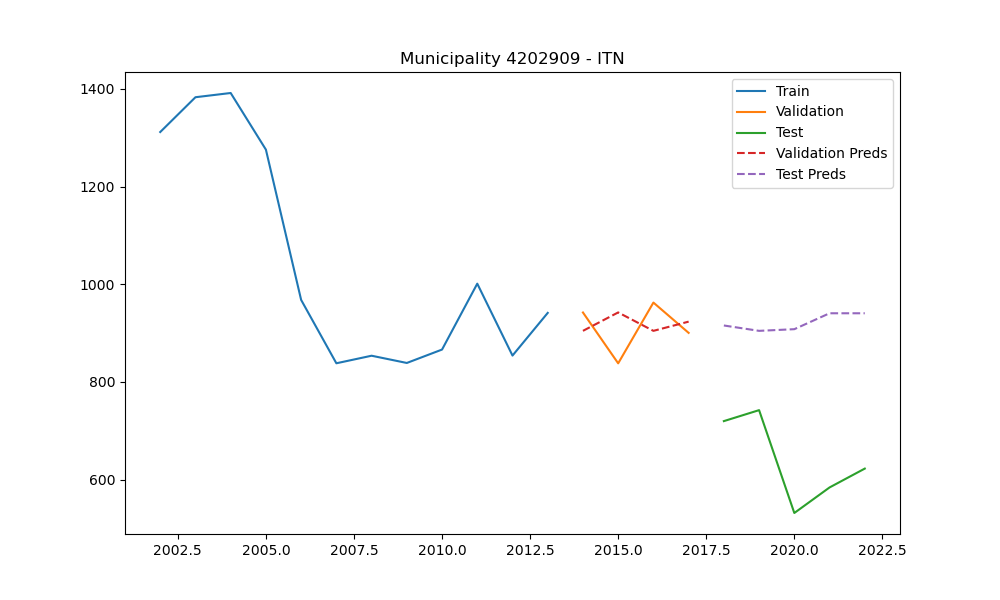 Municipality 4202909 - ITN
1400
1200
1000
800
600
Train
Validation
Test
Validation Preds
Test Preds
2002.5 2005.0 2007.5 2010.0 2012.5 2015.0 2017.5 2020.0 2022.5